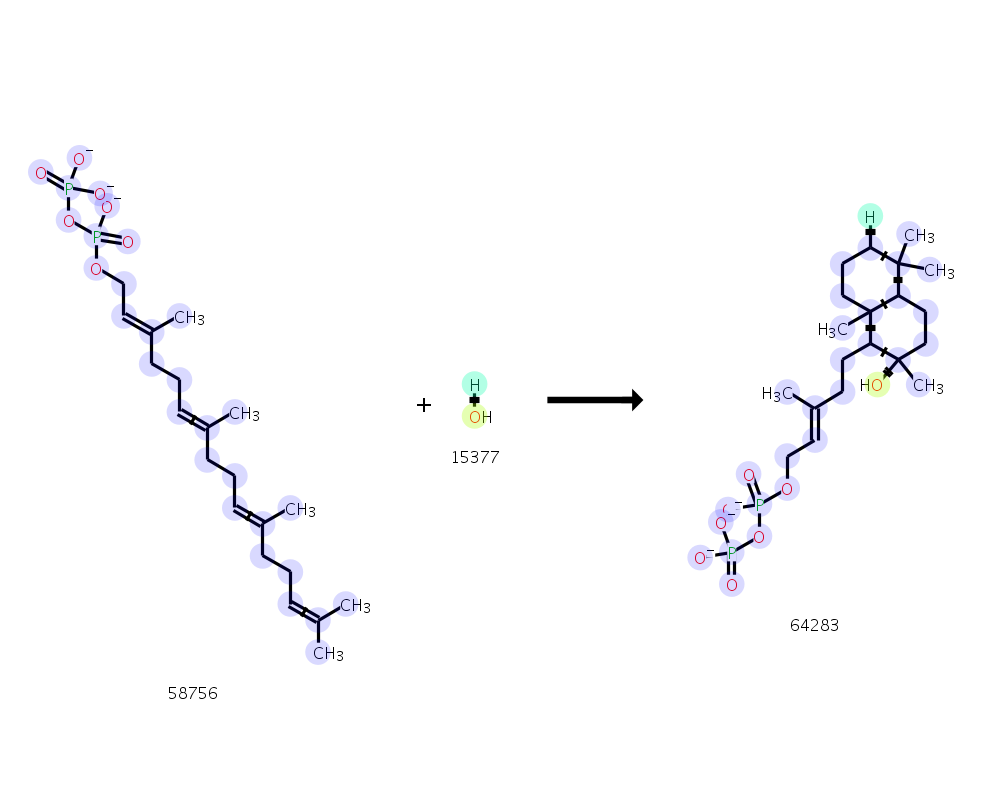 O O−
P O−
O−
O P O
O
CH3
CH3
CH3
CH3
CH3
+
H
OH
15377
58756
H
CH3
CH3
H3C
HO CH3
H3C
O
O
P O−
O−
O
O− P
O
64283